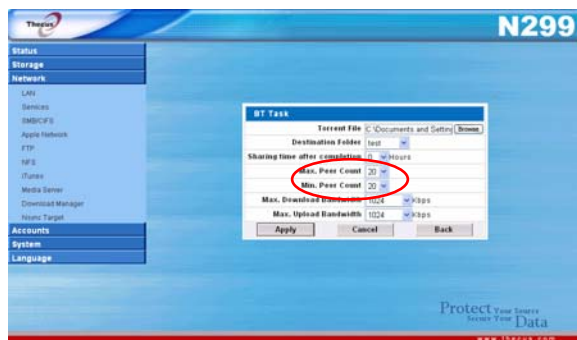 Thecus
N299
Status
Storage
Network
LAN
Services
SMB/CIFS
Apple Network
FTP
NFS
iTunes
Media Server
Download Manager
Nsync Target
Accounts
System
Language
BT Task
Torrent File C:\Documents and Setting Browse
Destination Folder test
Sharing time after completion 0 Hours
Max. Peer Count 20
Min. Peer Count 20
Max. Download Bandwidth 1024 Kbps
Max. Upload Bandwidth 1024 Kbps
Apply Cancel Back
Protect Your Source
Secure Your Data
www.thecus.com